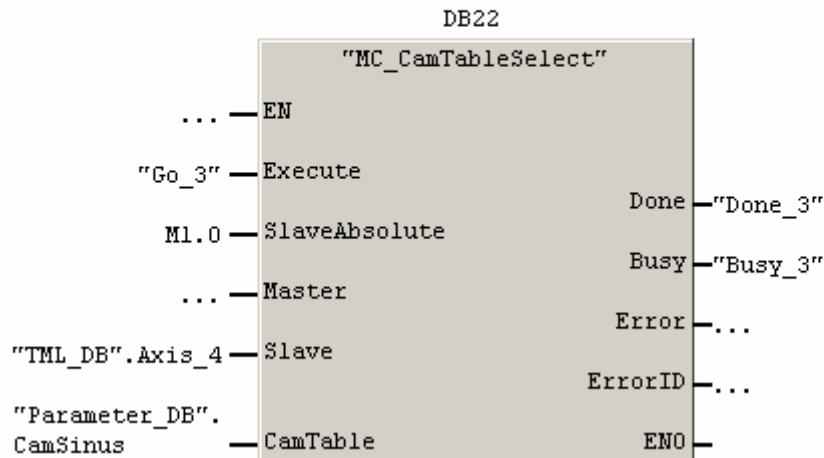 DB22
"MC_CamTableSelect"
... EN
"Go_3" Execute
Done "Done_3"
M1.0 SlaveAbsolute
Busy "Busy_3"
... Master
Error ...
"TML_DB".Axis_4 Slave
ErrorID ...
"Parameter_DB".
CamSinus CamTable ENO